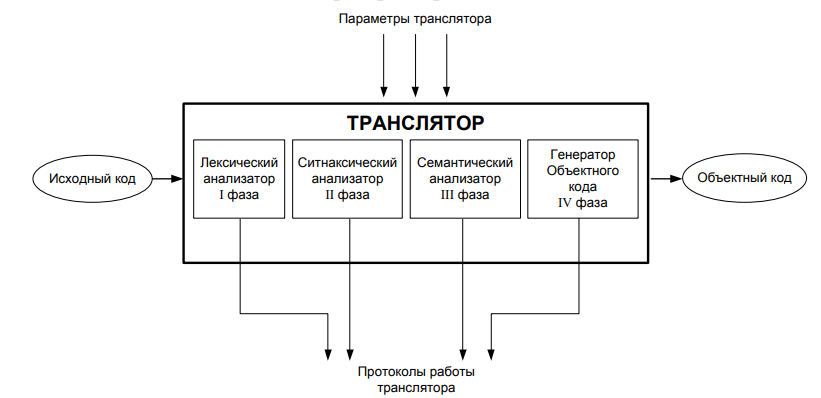 Параметры транслятора
ТРАНСЛЯТОР
Исходный код
Лексический
анализатор
I фаза
Ситнаксический
анализатор
II фаза
Семантический
анализатор
III фаза
Генератор
Объектного
кода
IV фаза
Объектный код
Протоколы работы
транслятора